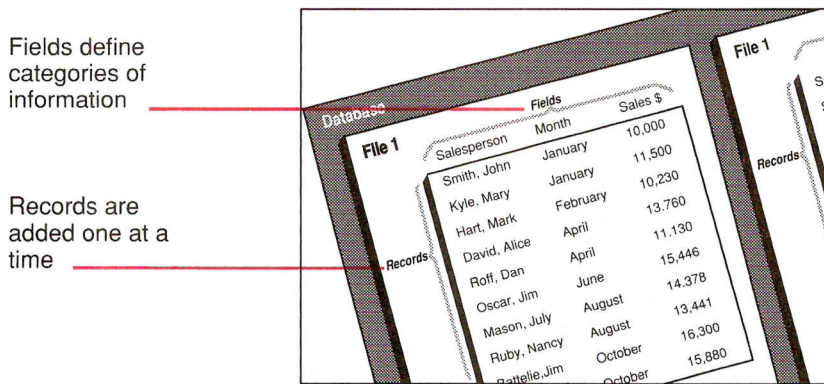 Fields define
categories of
information
Records are
added one at a
time
Database
File 1
Fields
Salesperson Month Sales $
Records
Smith, John January 10,000
Kyle, Mary January 11,500
Hart, Mark February 10,230
David, Alice April 13.760
Roff, Dan April 11.130
Oscar, Jim June 15,446
Mason, July August 14.378
Ruby, Nancy August 13,441
Rattelie,Jim October 16,300
October 15,880
File 1
Records